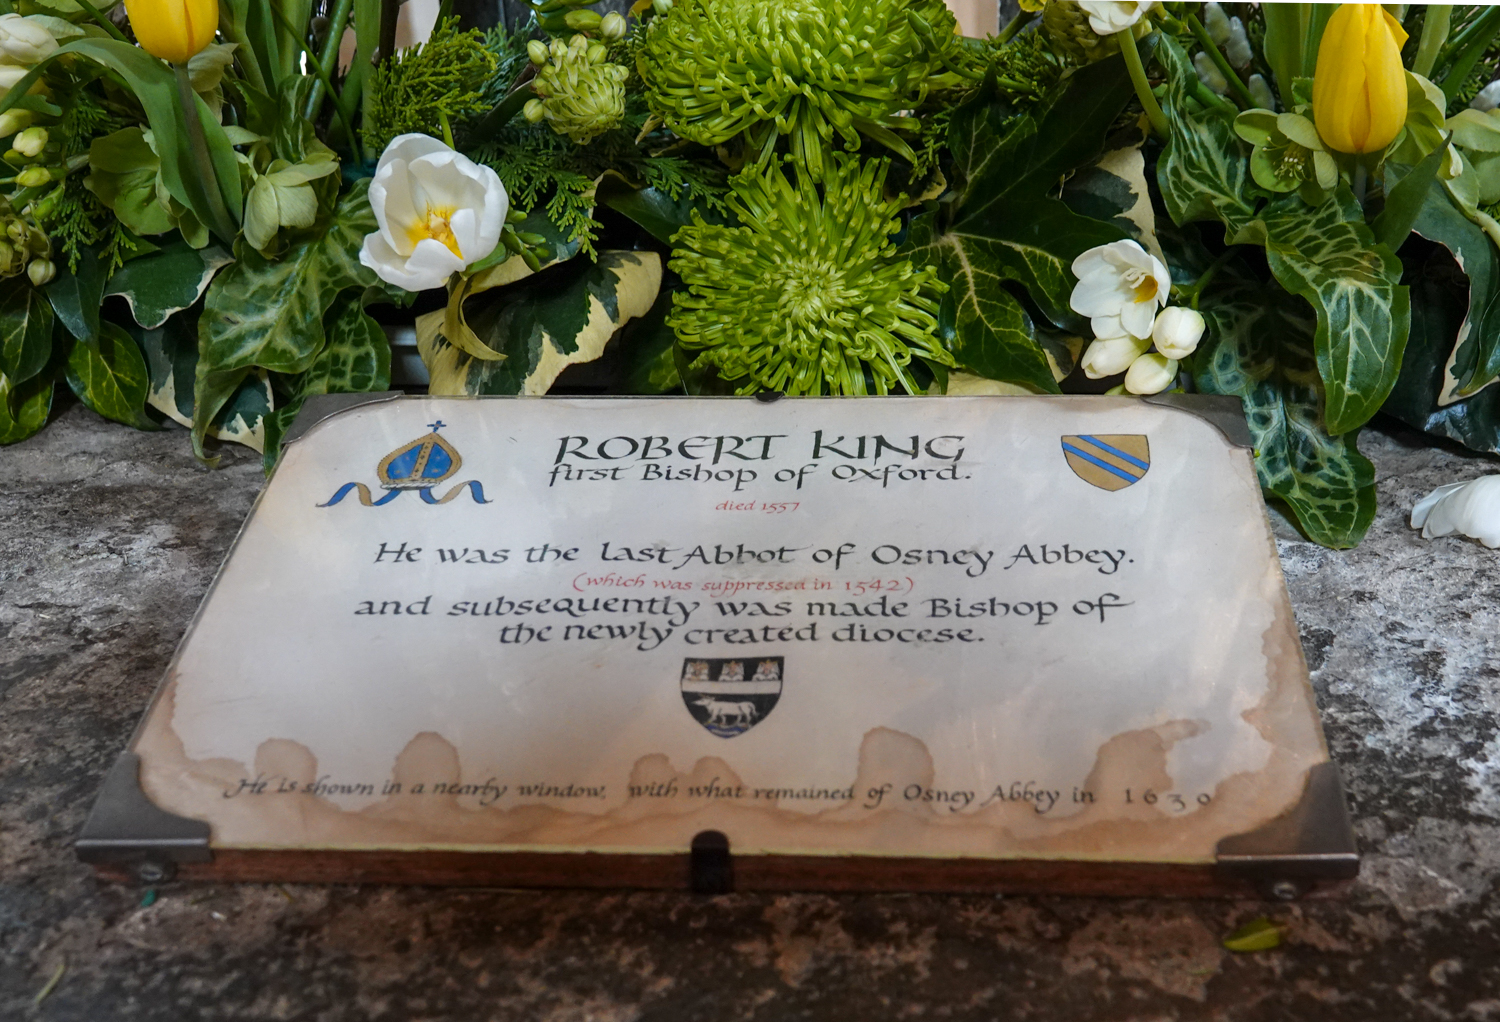 ROBERT KING
first Bishop of Oxford.
died 1557
He was the last Abbot of Osney Abbey.
(which was suppressed in 1542)
and subsequently was made Bishop of
the newly created diocese.
He is shown in a nearby window, with what remained of Osney Abbey in 1630